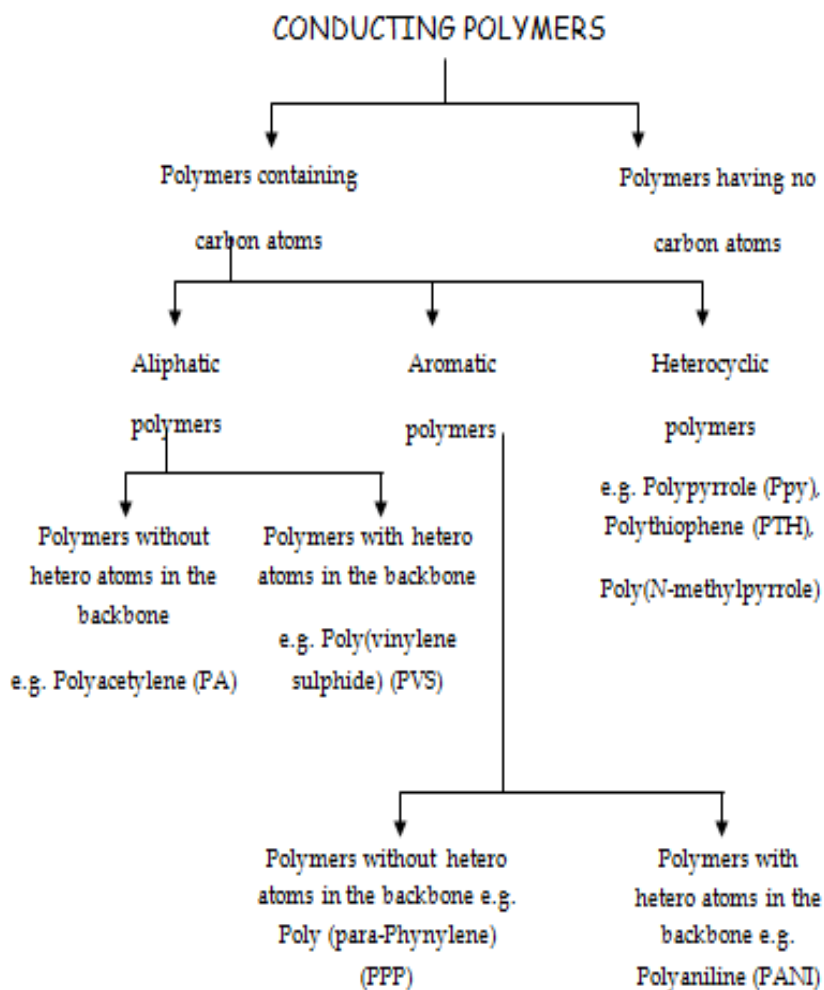 CONDUCTING POLYMERS
Polymers containing
carbon atoms
Polymers having no
carbon atoms
Aliphatic
polymers
Aromatic
polymers
Heterocyclic
polymers
e.g. Polypyrrole (Ppy),
Polythiophene (PTH),
Poly(N-methylpyrrole)
Polymers without
hetero atoms in the
backbone
e.g. Polyacetylene (PA)
Polymers with hetero
atoms in the backbone
e.g. Poly(vinylene
sulphide) (PVS)
Polymers without hetero
atoms in the backbone e.g.
Poly (para-Phynylene)
(PPP)
Polymers with
hetero atoms in the
backbone e.g.
Polyaniline (PANI)